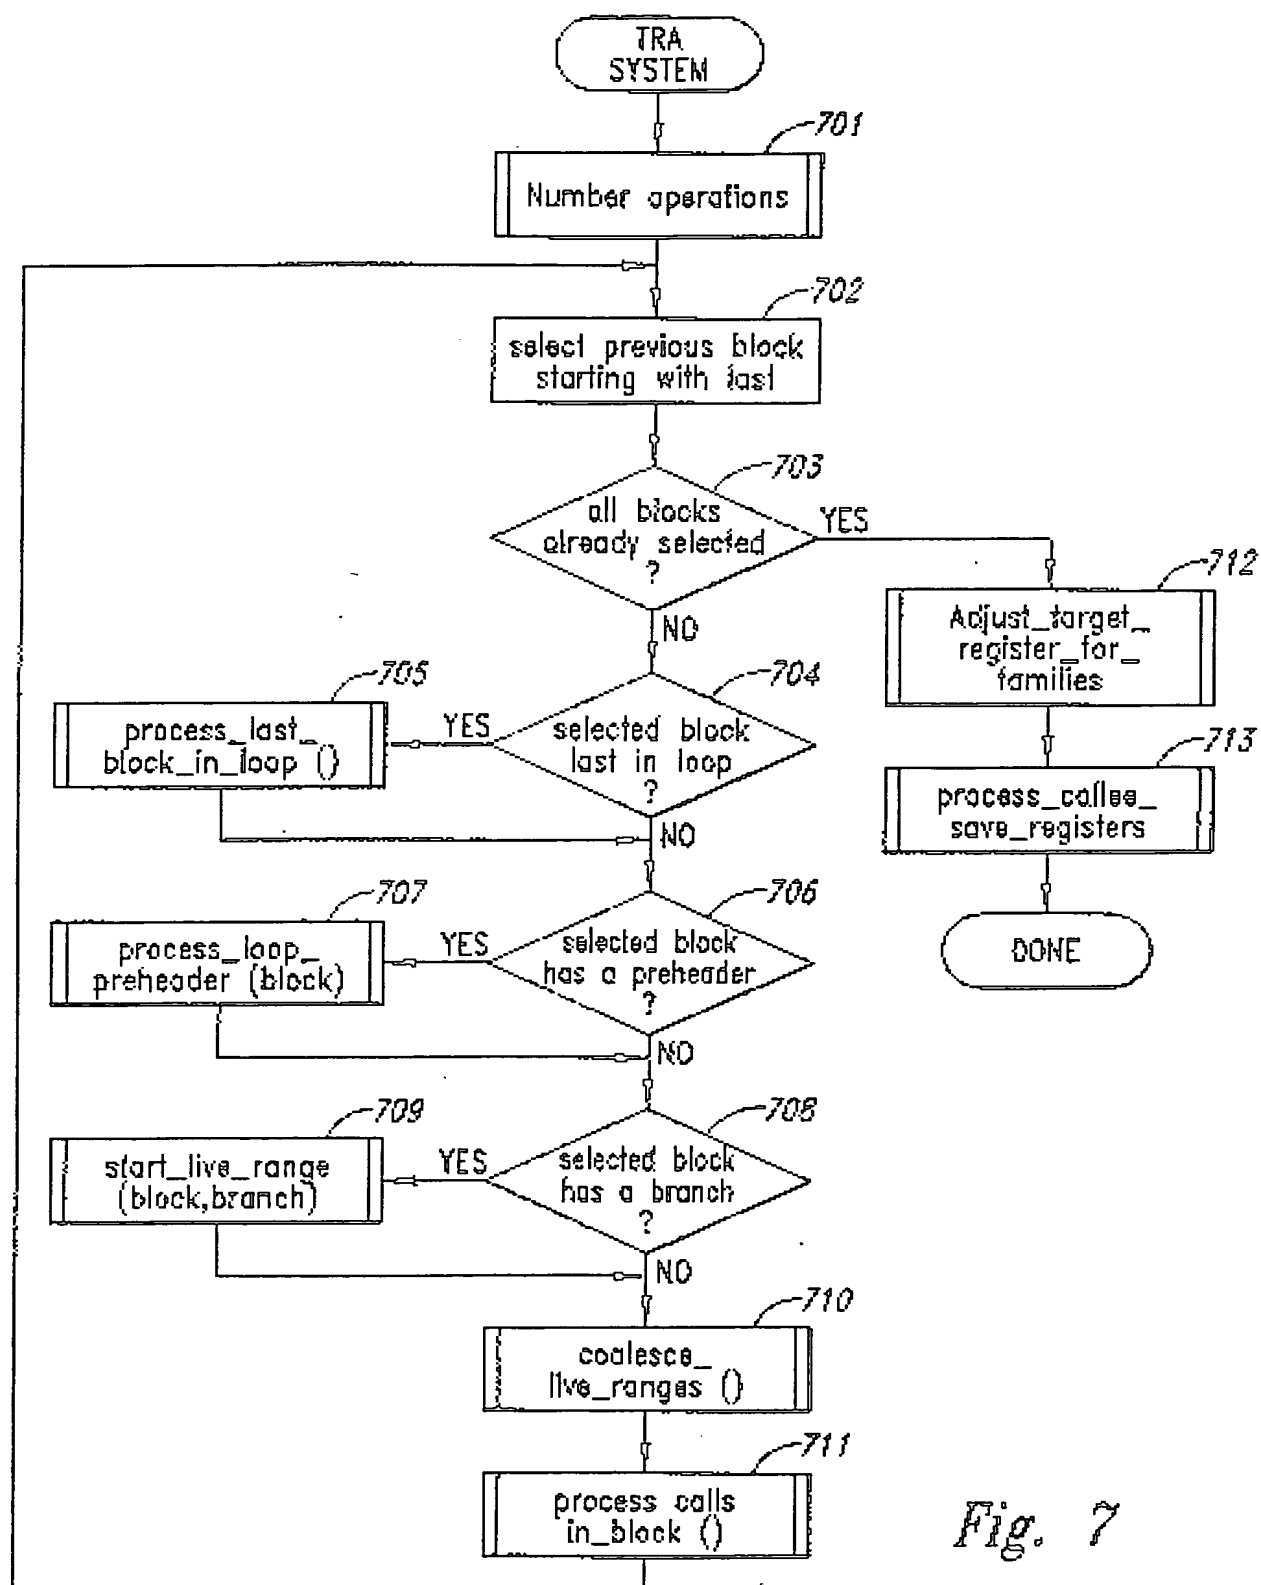 TRA
SYSTEM
701
Number operations
702
select previous block
starting with last
703
all blocks
already selected
?
YES
NO
712
Adjust_target_
register_for_
families
705
process_last_
block_in_loop ()
YES
704
selected block
last in loop
?
NO
713
process_callee_
save_registers
707
process_loop_
preheader (block)
YES
706
selected block
has a preheader
?
NO
DONE
709
start_live_range
(block,branch)
YES
708
selected block
has a branch
?
NO
710
coalesce_
live_ranges ()
711
process calls
in_block ()
Fig. 7